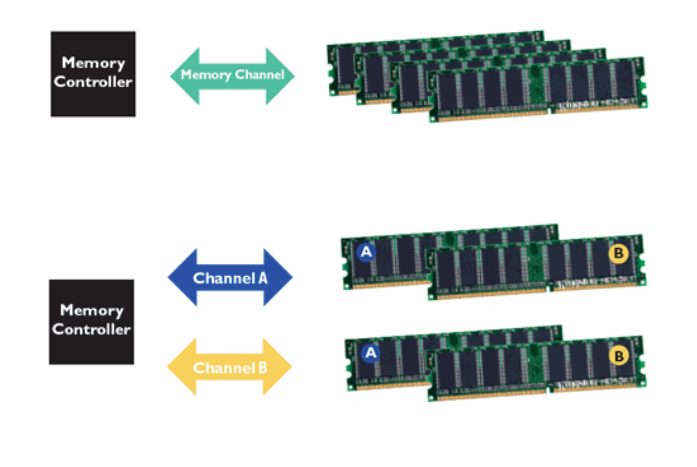 Memory
Controller
Memory Channel
A
B
Channel A
Memory
Controller
Channel B
A
B